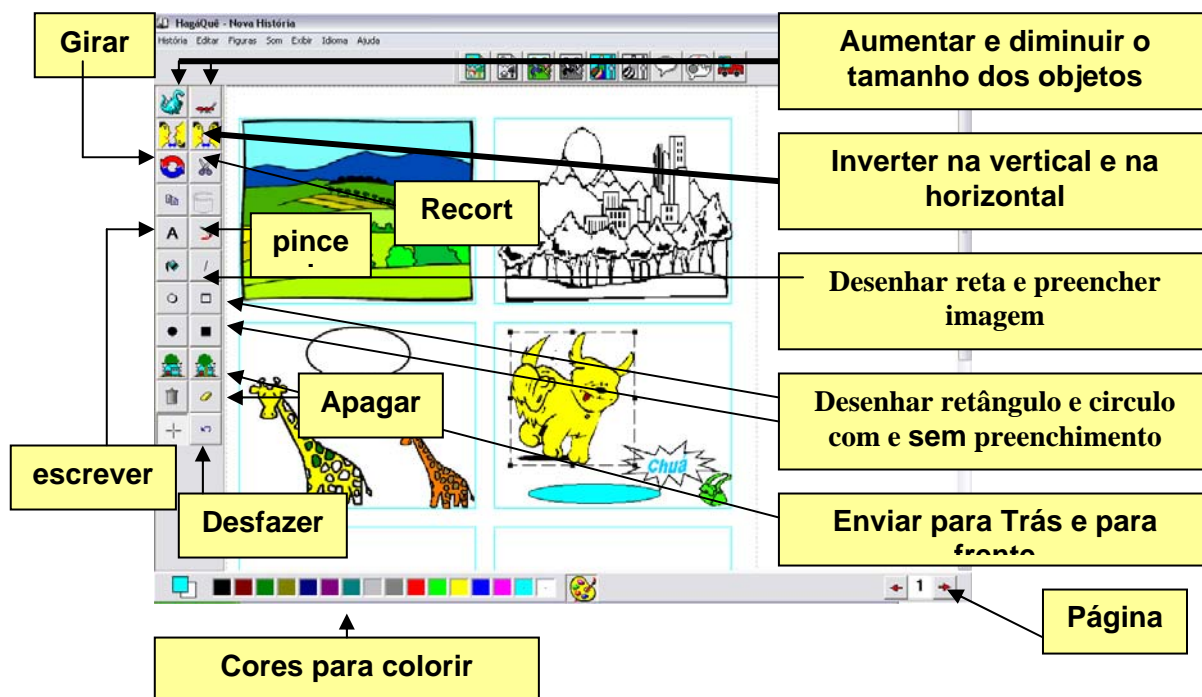 HagáQuê - Nova História
História Editar Figuras Som Exibir Idioma Ajuda
Girar
Aumentar e diminuir o
tamanho dos objetos
Inverter na vertical e na
horizontal
Recort
pince
A
Desenhar reta e preencher
imagem
Desenhar retângulo e circulo
com e sem preenchimento
Apagar
Chuá
escrever
Desfazer
Enviar para Trás e para
frente
1
Página
Cores para colorir